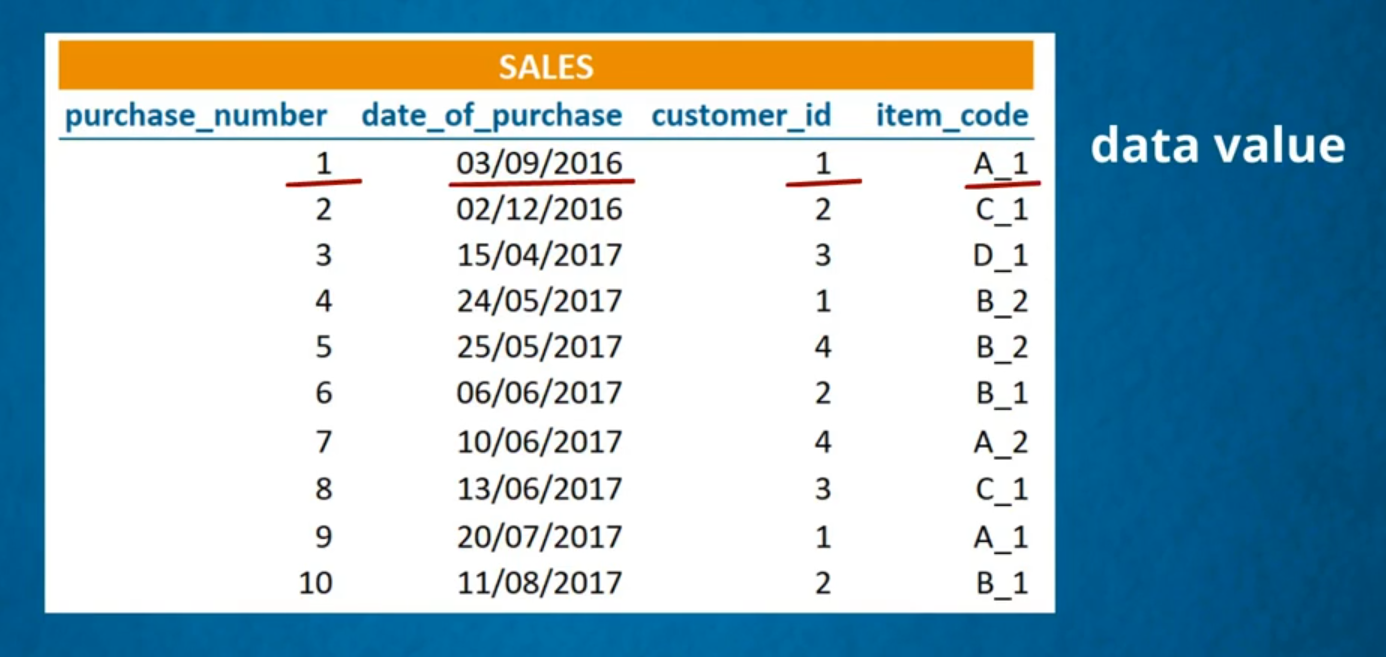 SALES
purchase_number date_of_purchase customer_id item_code
data value
1 03/09/2016 1 A_1
2 02/12/2016 2 C_1
3 15/04/2017 3 D_1
4 24/05/2017 1 B_2
5 25/05/2017 4 B_2
6 06/06/2017 2 B_1
7 10/06/2017 4 A_2
8 13/06/2017 3 C_1
9 20/07/2017 1 A_1
10 11/08/2017 2 B_1